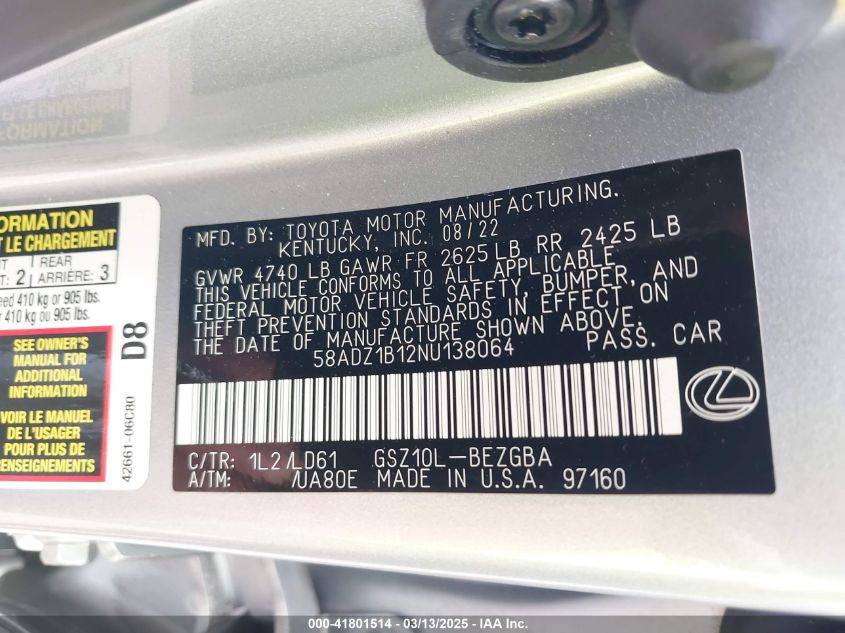 ORMATION
T LE CHARGEMENT
REAR
2 ARRIÈRE: 3
eed 410 kg or 905 lbs.
410 kg ou 905 lbs.
SEE OWNER'S
MANUAL FOR
ADDITIONAL
INFORMATION
VOIR LE MANUEL
DE L'USAGER
POUR PLUS DE
ENSEIGNEMENTS
D8
42661-06C80
MFD. BY: TOYOTA MOTOR MANUFACTURING.
KENTUCKY, INC. 08/22
GVWR 4740 LB GAWR FR 2625 LB RR 2425 LB
THIS VEHICLE CONFORMS TO ALL APPLICABLE
FEDERAL MOTOR VEHICLE SAFETY, BUMPER, AND
THEFT PREVENTION STANDARDS IN EFFECT ON
THE DATE OF MANUFACTURE SHOWN ABOVE.
58ADZ1B12NU138064 PASS. CAR
C/TR: 1L2/LD61 GSZ10L-BEZGBA
A/TM: /UA80E MADE IN U.S.A. 97160
000-41801514 — 03/13/2025 — IAA Inc.